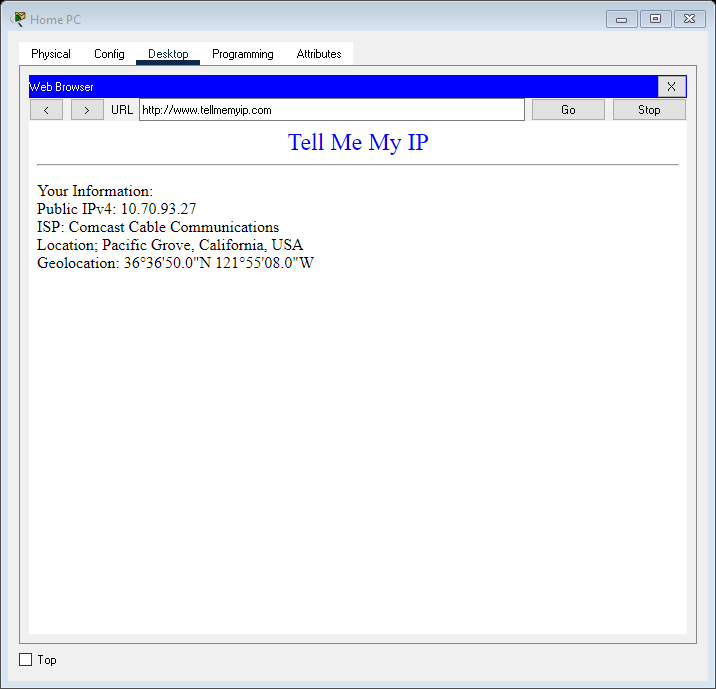 Home PC
Physical Config Desktop Programming Attributes
Web Browser X
< > URL http://www.tellmemyip.com Go Stop
Tell Me My IP
Your Information:
Public IPv4: 10.70.93.27
ISP: Comcast Cable Communications
Location; Pacific Grove, California, USA
Geolocation: 36°36'50.0"N 121°55'08.0"W
Top